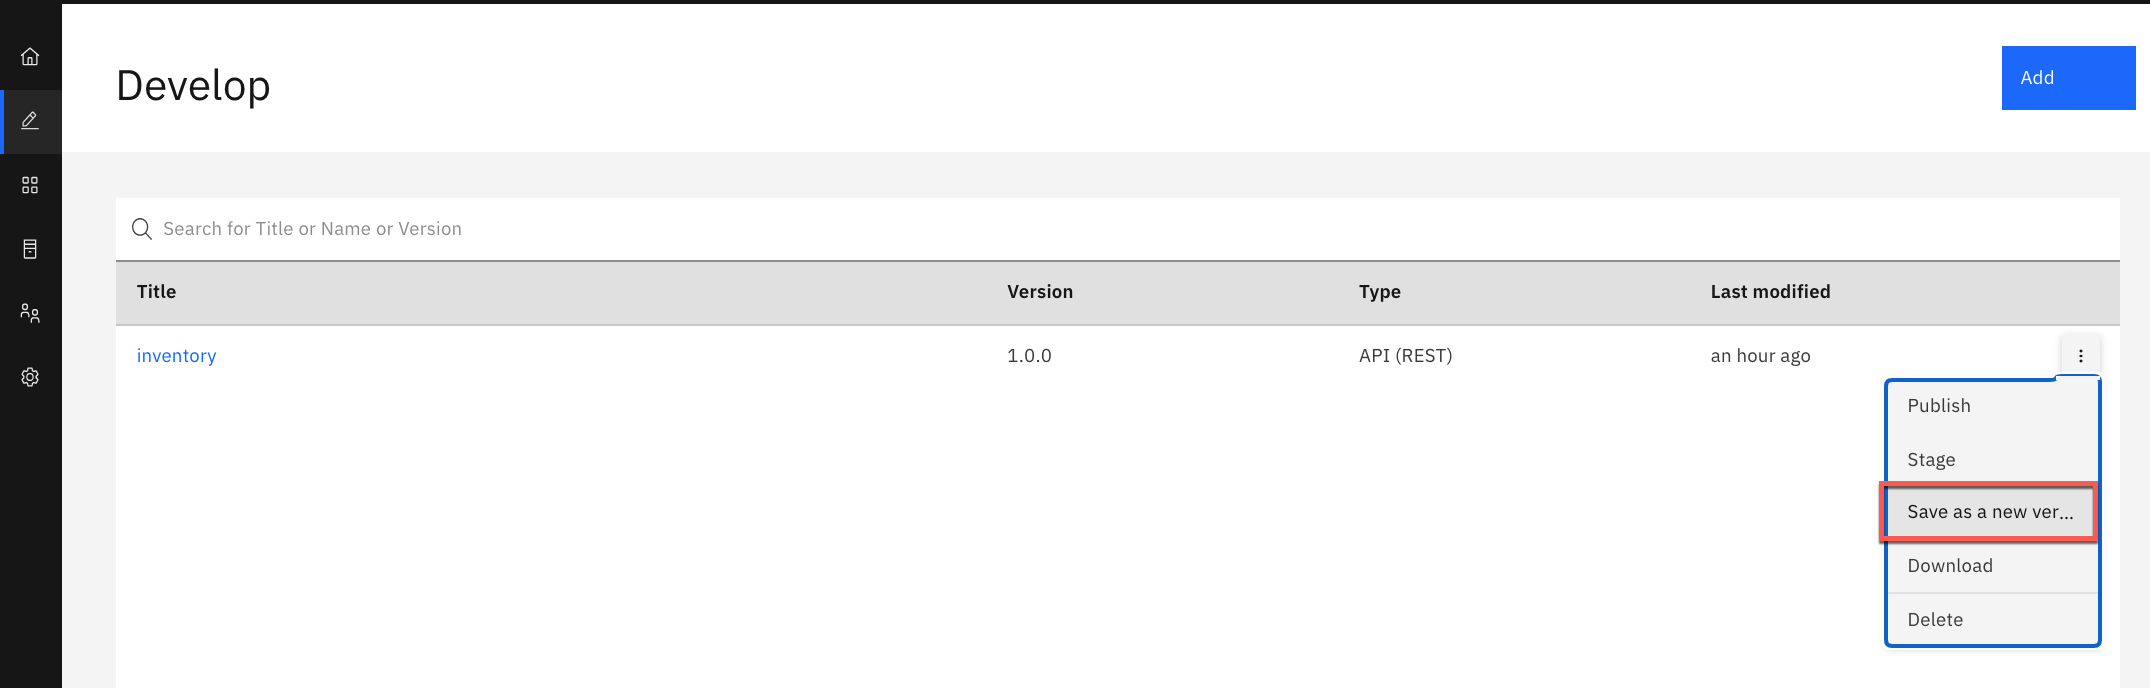 Develop
Add
Search for Title or Name or Version
Title Version Type Last modified
inventory 1.0.0 API (REST) an hour ago
Publish
Stage
Save as a new ver...
Download
Delete